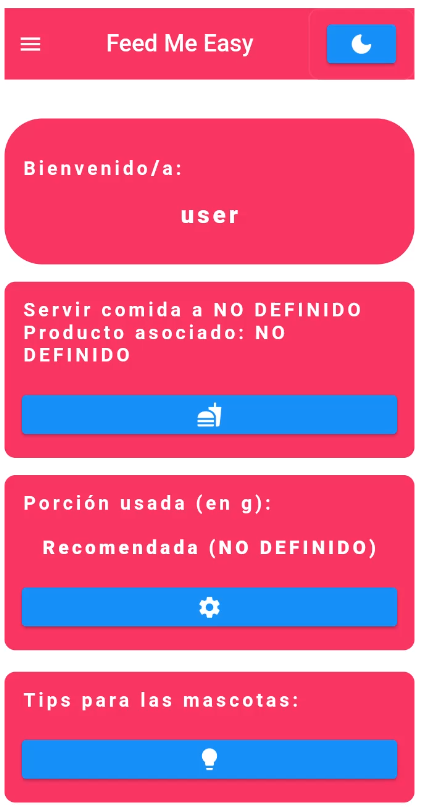 Feed Me Easy
Bienvenido/a:
user
Servir comida a NO DEFINIDO
Producto asociado: NO
DEFINIDO
Porción usada (en g):
Recomendada (NO DEFINIDO)
Tips para las mascotas: